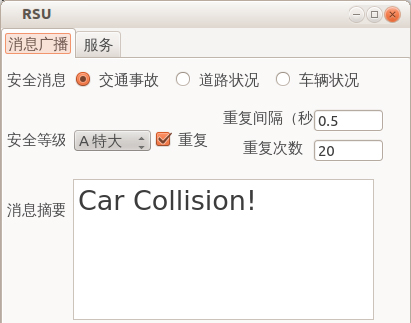 RSU
消息广播 服务
安全消息 交通事故 道路状况 车辆状况
重复间隔（秒 0.5
安全等级 A 特大 重复
重复次数 20
消息摘要
Car Collision!